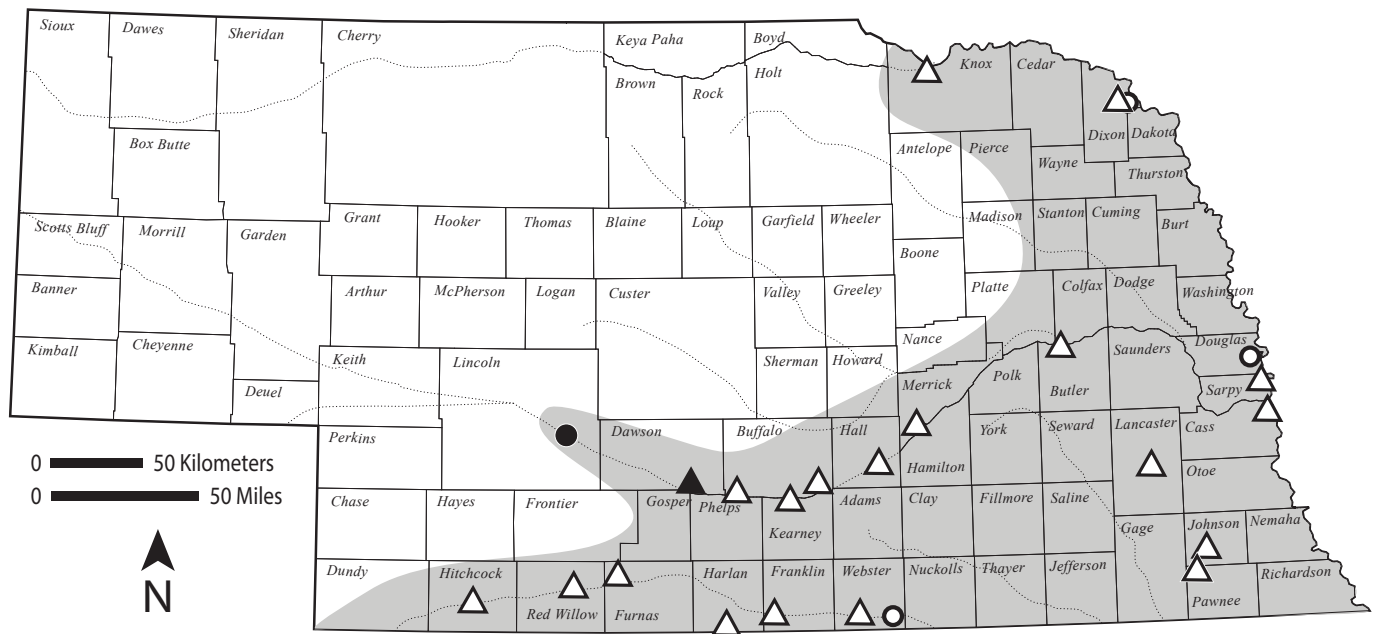 Sioux
Dawes
Sheridan
Cherry
Keya Paha
Boyd
Knox
Cedar
Brown
Rock
Holt
Box Butte
Antelope
Pierce
Dixon
Dakota
Wayne
Thurston
Scotts Bluff
Morrill
Garden
Grant
Hooker
Thomas
Blaine
Loup
Garfield
Wheeler
Madison
Stanton
Cuming
Burt
Boone
Banner
Arthur
McPherson
Logan
Custer
Valley
Greeley
Platte
Colfax
Dodge
Washington
Kimball
Cheyenne
Keith
Lincoln
Sherman
Howard
Nance
Saunders
Douglas
Deuel
Merrick
Polk
Butler
Sarpy
Perkins
Dawson
Buffalo
Hall
York
Seward
Lancaster
Cass
0 50 Kilometers
Hamilton
Otoe
0 50 Miles
Chase
Hayes
Frontier
Gosper
Phelps
Adams
Clay
Fillmore
Saline
Kearney
Gage
Johnson
Nemaha
Dundy
Hitchcock
Harlan
Franklin
Webster
Nuckolls
Thayer
Jefferson
Richardson
N
Red Willow
Furnas
Pawnee